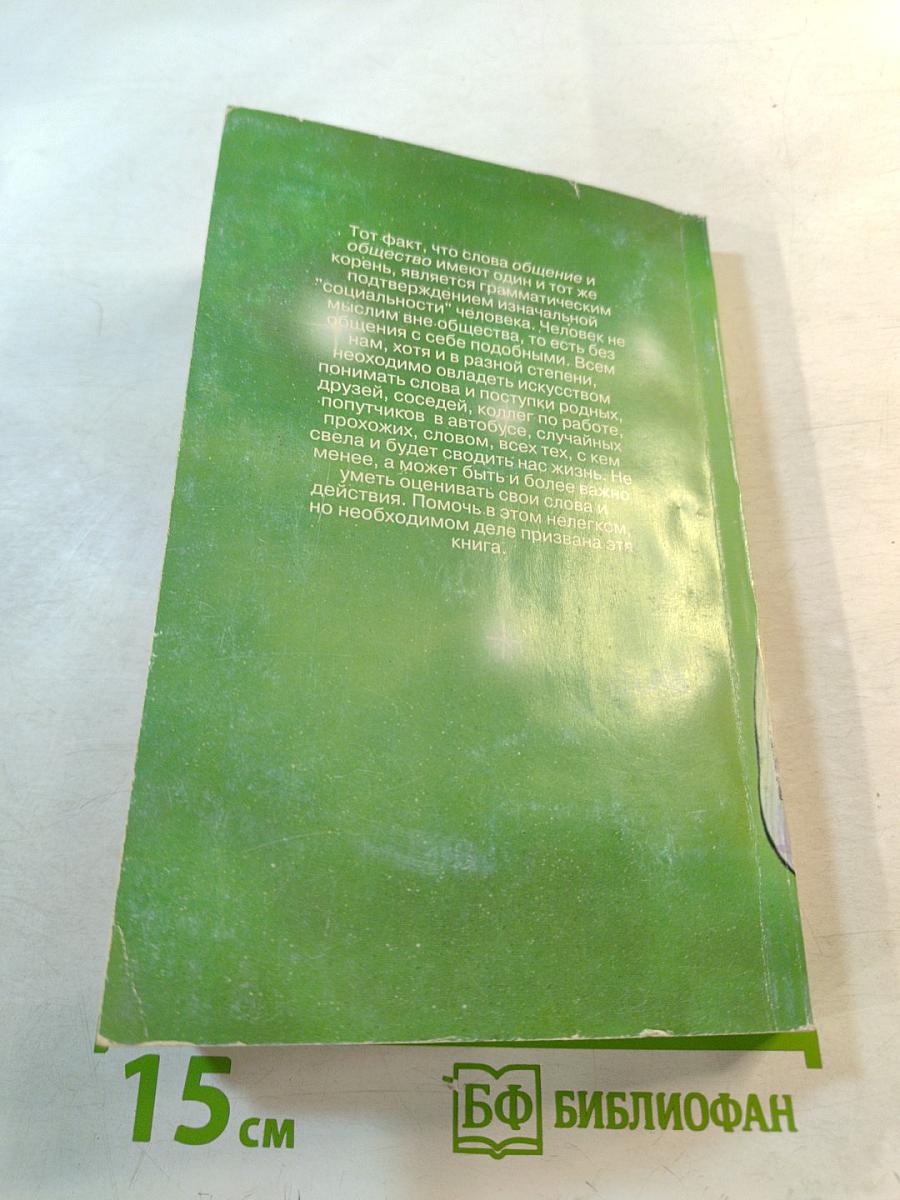 Тот факт, что слова общение и
общество имеют один и тот же
корень, является грамматическим
подтверждением изначальной
"социальности" человека. Человек не
мыслим вне общества, то есть без
общения с себе подобными. Всем
нам, хотя и в разной степени,
неоходимо овладеть искусством
понимать слова и поступки родных,
друзей, соседей, коллег по работе,
попутчиков в автобусе, случайных
прохожих, словом, всех тех, с кем
свела и будет сводить нас жизнь. Не
менее, а может быть и более важно
уметь оценивать свои слова и
действия. Помочь в этом нелегком,
но необходимом деле призвана эта
книга.
15 см
БФ БИБЛИОФАН